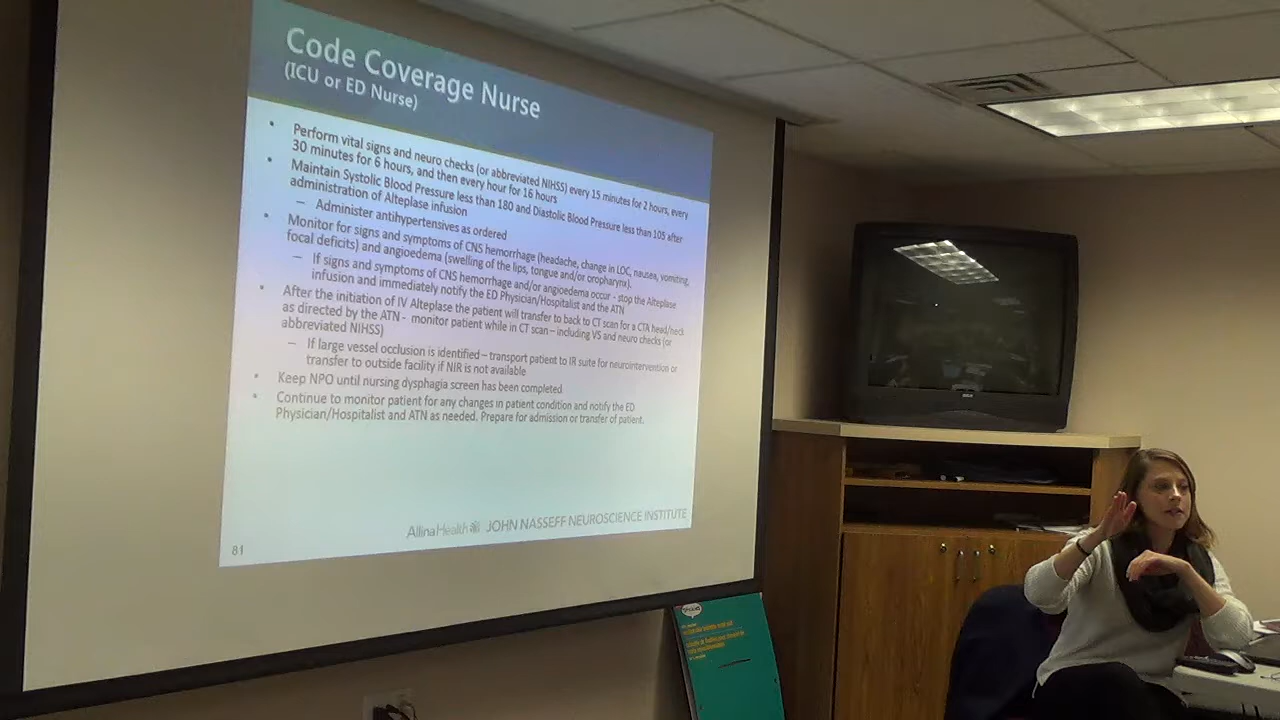 Code Coverage Nurse
(ICU or ED Nurse)
• Perform vital signs and neuro checks (or abbreviated NIHSS) every 15 minutes for 2 hours, every
30 minutes for 6 hours, and then every hour for 16 hours
• Maintain Systolic Blood Pressure less than 180 and Diastolic Blood Pressure less than 105 after
administration of Alteplase infusion
– Administer antihypertensives as ordered
• Monitor for signs and symptoms of CNS hemorrhage (headache, change in LOC, nausea, vomiting,
focal deficits) and angioedema (swelling of the lips, tongue and/or oropharynx).
– If signs and symptoms of CNS hemorrhage and/or angioedema occur - stop the Alteplase
infusion and immediately notify the ED Physician/Hospitalist and the ATN
• After the initiation of IV Alteplase the patient will transfer to back to CT scan for a CTA head/neck
as directed by the ATN - monitor patient while in CT scan – including VS and neuro checks (or
abbreviated NIHSS)
– If large vessel occlusion is identified – transport patient to IR suite for neurointervention or
transfer to outside facility if NIR is not available
• Keep NPO until nursing dysphagia screen has been completed
• Continue to monitor patient for any changes in patient condition and notify the ED
Physician/Hospitalist and ATN as needed. Prepare for admission or transfer of patient.
Allina Health JOHN NASSEFF NEUROSCIENCE INSTITUTE
81
RCA